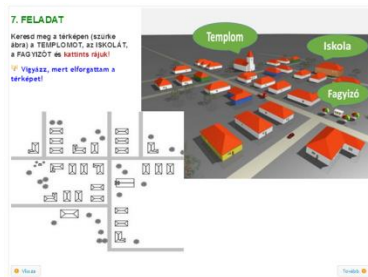 7. FELADAT
Keresd meg a térképen (szürke
ábra) a TEMPLOMOT, az ISKOLÁT,
a FAGYIZÓT és kattints rájuk!
Vigyázz, mert elforgattam a
térképet!
Templom
Iskola
Fagyizó
Vissza
Tovább